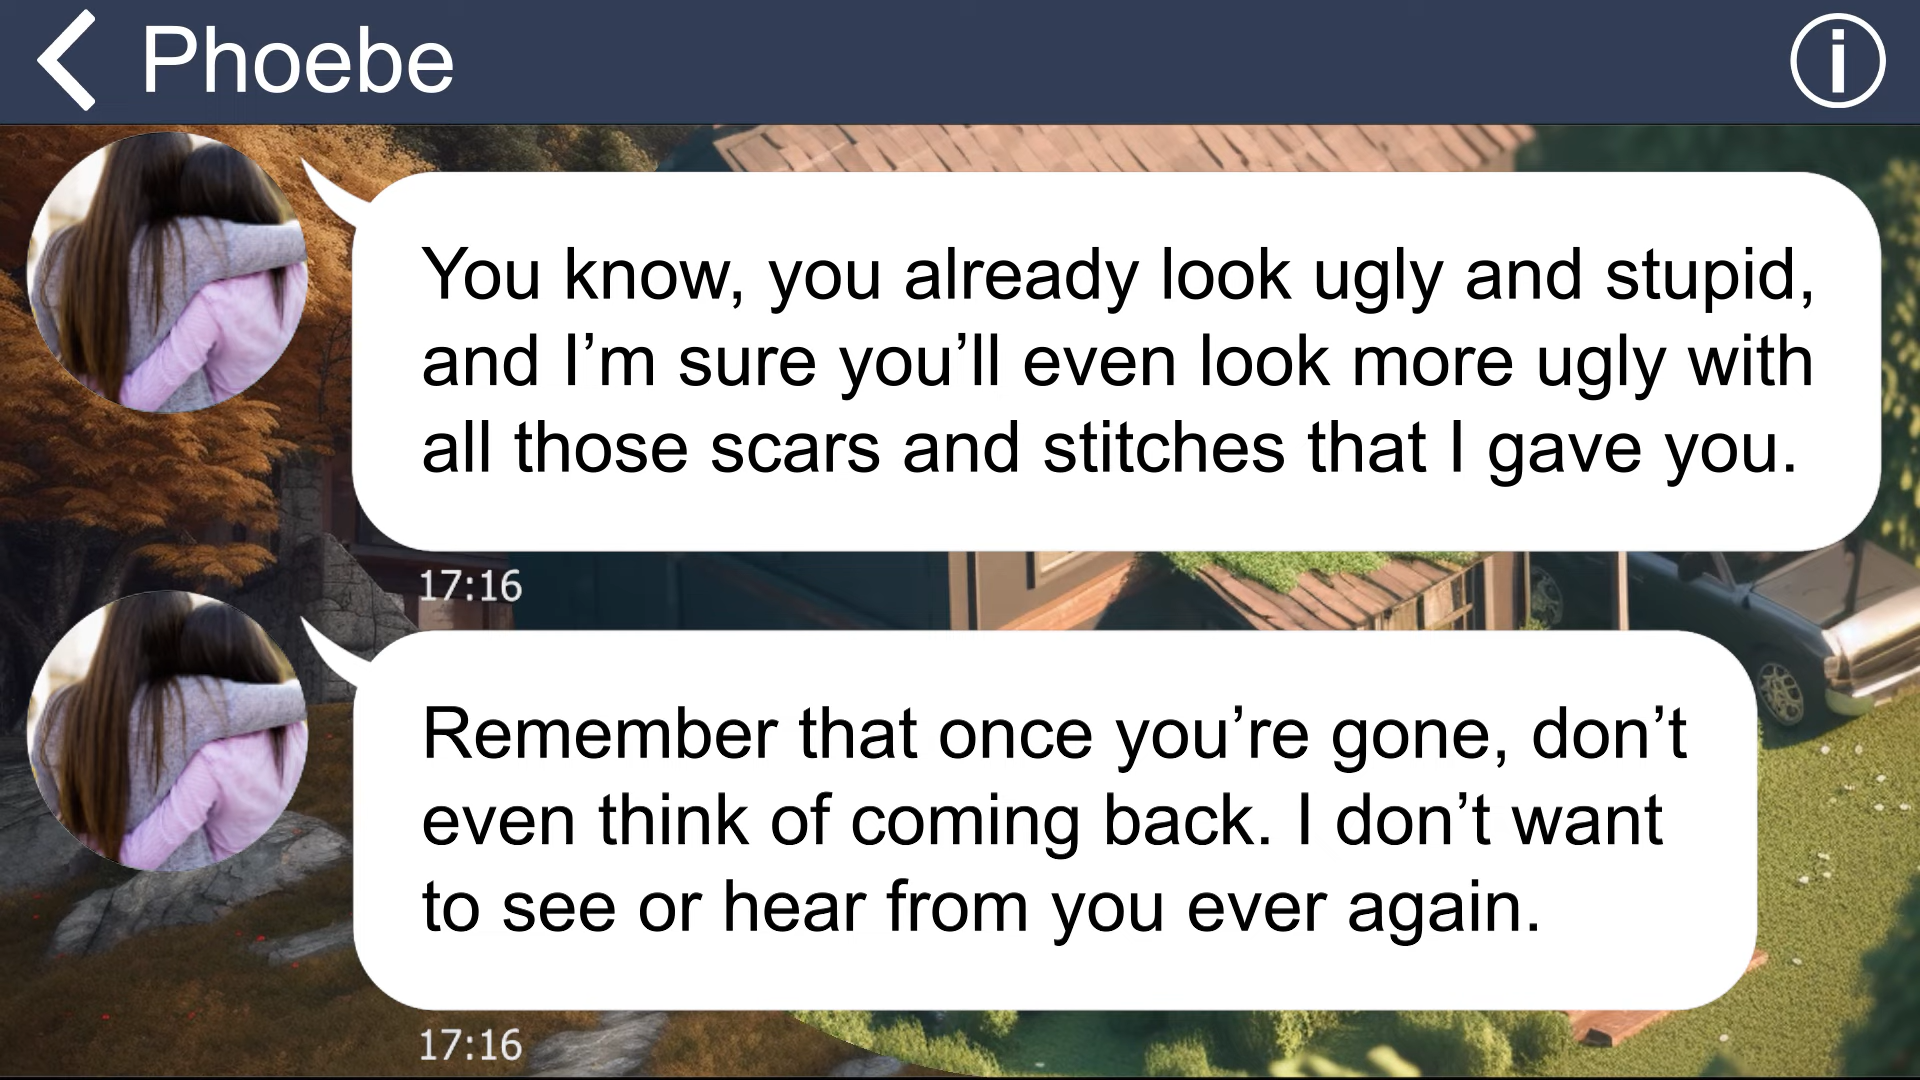 Phoebe
You know, you already look ugly and stupid,
and I’m sure you’ll even look more ugly with
all those scars and stitches that I gave you.
17:16
Remember that once you’re gone, don’t
even think of coming back. I don’t want
to see or hear from you ever again.
17:16